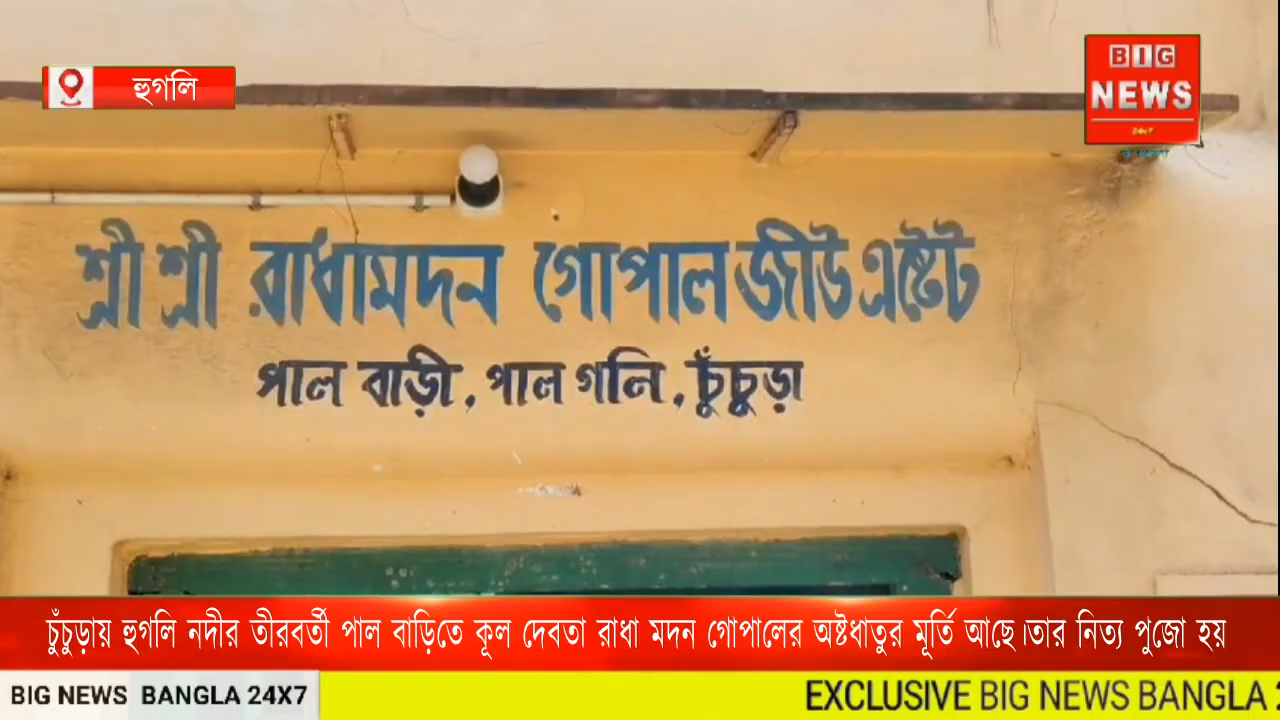 হুগলি
BIG
NEWS
24x7
শ্রী শ্রী রাধামদন গোপাল জীউ এষ্টেট
পাল বাড়ী, পাল গলি, চুঁচুড়া
চুঁচুড়ায় হুগলি নদীর তীরবর্তী পাল বাড়িতে কূল দেবতা রাধা মদন গোপালের অষ্টধাতুর মূর্তি আছে।তার নিত্য পুজো হয়
BIG NEWS BANGLA 24X7
EXCLUSIVE BIG NEWS BANGLA